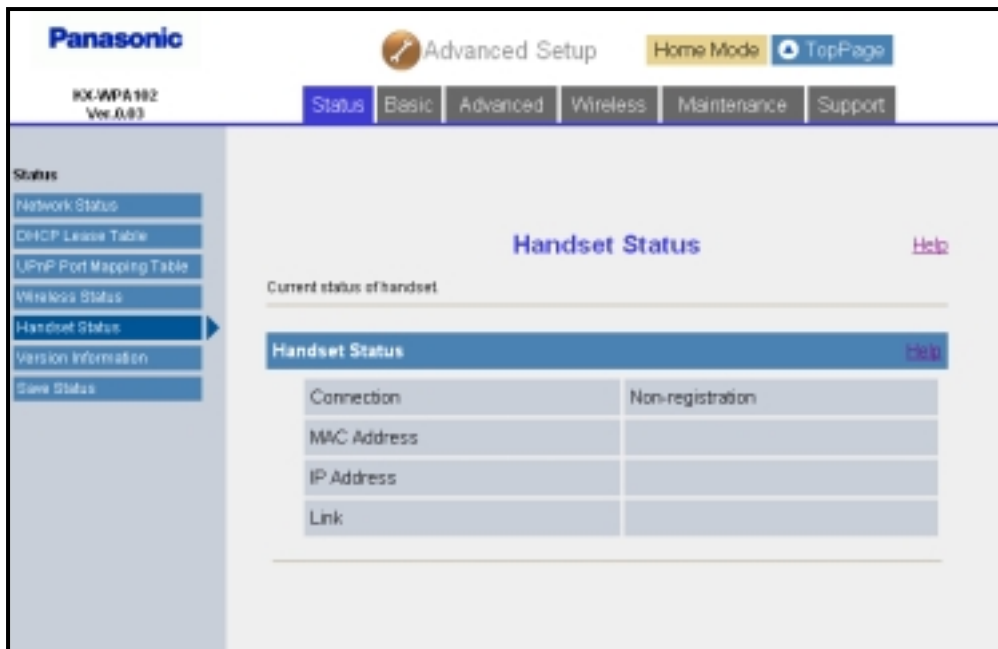 Panasonic
Advanced Setup
Home Mode
TopPage
KX-WPA102
Ver.0.03
Status
Basic
Advanced
Wireless
Maintenance
Support
Status
Network Status
DHCP Lease Table
UPnP Port Mapping Table
Wireless Status
Handset Status
Version Information
Save Status
Handset Status
Help
Current status of handset.
Handset Status
Help
Connection Non-registration
MAC Address
IP Address
Link